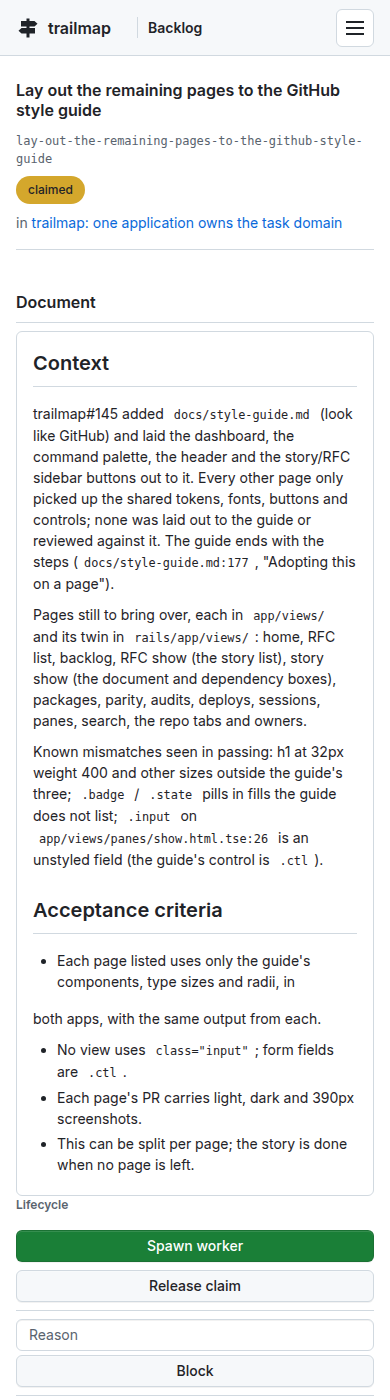 trailmap
Backlog
Lay out the remaining pages to the GitHub
style guide
lay-out-the-remaining-pages-to-the-github-style-
guide
claimed
in trailmap: one application owns the task domain
Document
Context
trailmap#145 added docs/style-guide.md (look
like GitHub) and laid the dashboard, the
command palette, the header and the story/RFC
sidebar buttons out to it. Every other page only
picked up the shared tokens, fonts, buttons and
controls; none was laid out to the guide or
reviewed against it. The guide ends with the
steps ( docs/style-guide.md:177 , "Adopting this
on a page").
Pages still to bring over, each in app/views/
and its twin in rails/app/views/ : home, RFC
list, backlog, RFC show (the story list), story
show (the document and dependency boxes),
packages, parity, audits, deploys, sessions,
panes, search, the repo tabs and owners.
Known mismatches seen in passing: h1 at 32px
weight 400 and other sizes outside the guide's
three; .badge / .state pills in fills the guide
does not list; .input on
app/views/panes/show.html.tse:26 is an
unstyled field (the guide's control is .ctl ).
Acceptance criteria
• Each page listed uses only the guide's
components, type sizes and radii, in
both apps, with the same output from each.
• No view uses class="input" ; form fields
are .ctl .
• Each page's PR carries light, dark and 390px
screenshots.
• This can be split per page; the story is done
when no page is left.
Lifecycle
Spawn worker
Release claim
Reason
Block